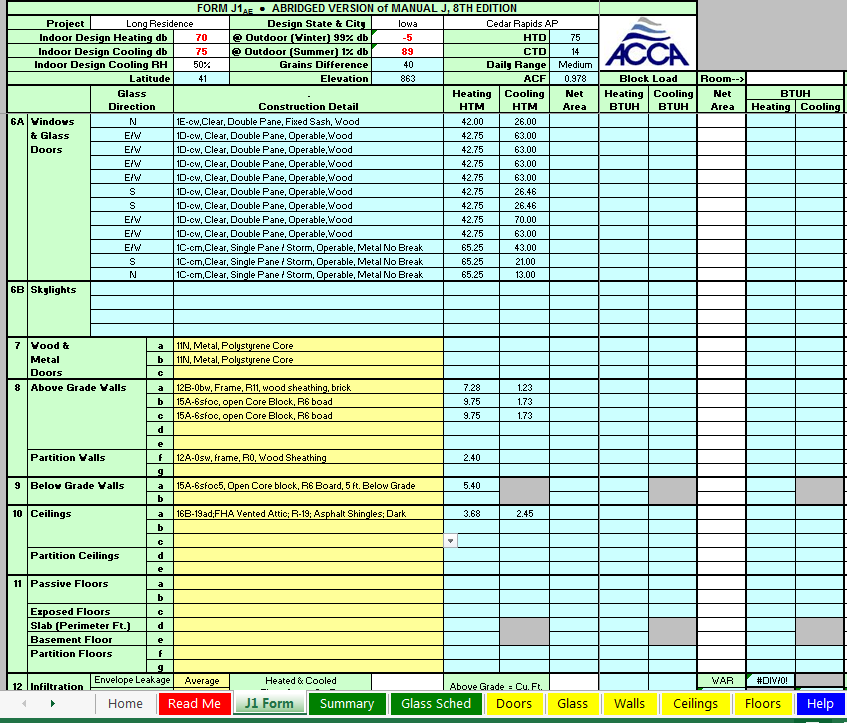 FORM J1AE ● ABRIDGED VERSION of MANUAL J, 8TH EDITION
Project Long Residence Design State & City Iowa Cedar Rapids AP
Indoor Design Heating db 70 @ Outdoor (Winter) 99% db -5 HTD 75
Indoor Design Cooling db 75 @ Outdoor (Summer) 1% db 89 CTD 14
Indoor Design Cooling RH 50% Grains Difference 40 Daily Range Medium
ACCA
Latitude 41 Elevation 863 ACF 0.978 Block Load Room-->
Glass . Heating Cooling Net Heating Cooling Net BTUH
Direction Construction Detail HTM HTM Area BTUH BTUH Area Heating Cooling
6A Windows N 1E-cw,Clear, Double Pane, Fixed Sash, Wood 42.00 26.00
& Glass E/W 1D-cw,Clear, Double Pane, Operable,Wood 42.75 63.00
Doors E/W 1D-cw,Clear, Double Pane, Operable,Wood 42.75 63.00
E/W 1D-cw,Clear, Double Pane, Operable,Wood 42.75 63.00
E/W 1D-cw,Clear, Double Pane, Operable,Wood 42.75 63.00
S 1D-cw,Clear, Double Pane, Operable,Wood 42.75 26.46
S 1D-cw,Clear, Double Pane, Operable,Wood 42.75 26.46
E/W 1D-cw,Clear, Double Pane, Operable,Wood 42.75 70.00
E/W 1D-cw,Clear, Double Pane, Operable,Wood 42.75 63.00
E/W 1C-cm,Clear, Single Pane / Storm, Operable, Metal No Break 65.25 43.00
S 1C-cm,Clear, Single Pane / Storm, Operable, Metal No Break 65.25 21.00
N 1C-cm,Clear, Single Pane / Storm, Operable, Metal No Break 65.25 13.00
6B Skylights
7 Wood & a 11N, Metal, Polystyrene Core
Metal b 11N, Metal, Polystyrene Core
Doors c
8 Above Grade Walls a 12B-0bw, Frame, R11, wood sheathing, brick 7.28 1.23
b 15A-6sfoc, open Core Block, R6 boad 9.75 1.73
c 15A-6sfoc, open Core Block, R6 boad 9.75 1.73
d
e
Partition Walls f 12A-0sw, frame, R0, Wood Sheathing 2.40
g
9 Below Grade Walls a 15A-6sfoc5, Open Core block, R6 Board, 5 ft. Below Grade 5.40
b
10 Ceilings a 16B-19ad;FHA Vented Attic; R-19; Asphalt Shingles; Dark 3.68 2.45
b
c
Partition Ceilings d
e
11 Passive Floors a
b
Exposed Floors c
Slab (Perimeter Ft.) d
Basement Floor e
Partition Floors f
g
12 Infiltration Envelope Leakage Average Heated & Cooled Above Grade = Cu. Ft. WAR #DIV/0!
Home Read Me J1 Form Summary Glass Sched Doors Glass Walls Ceilings Floors Help